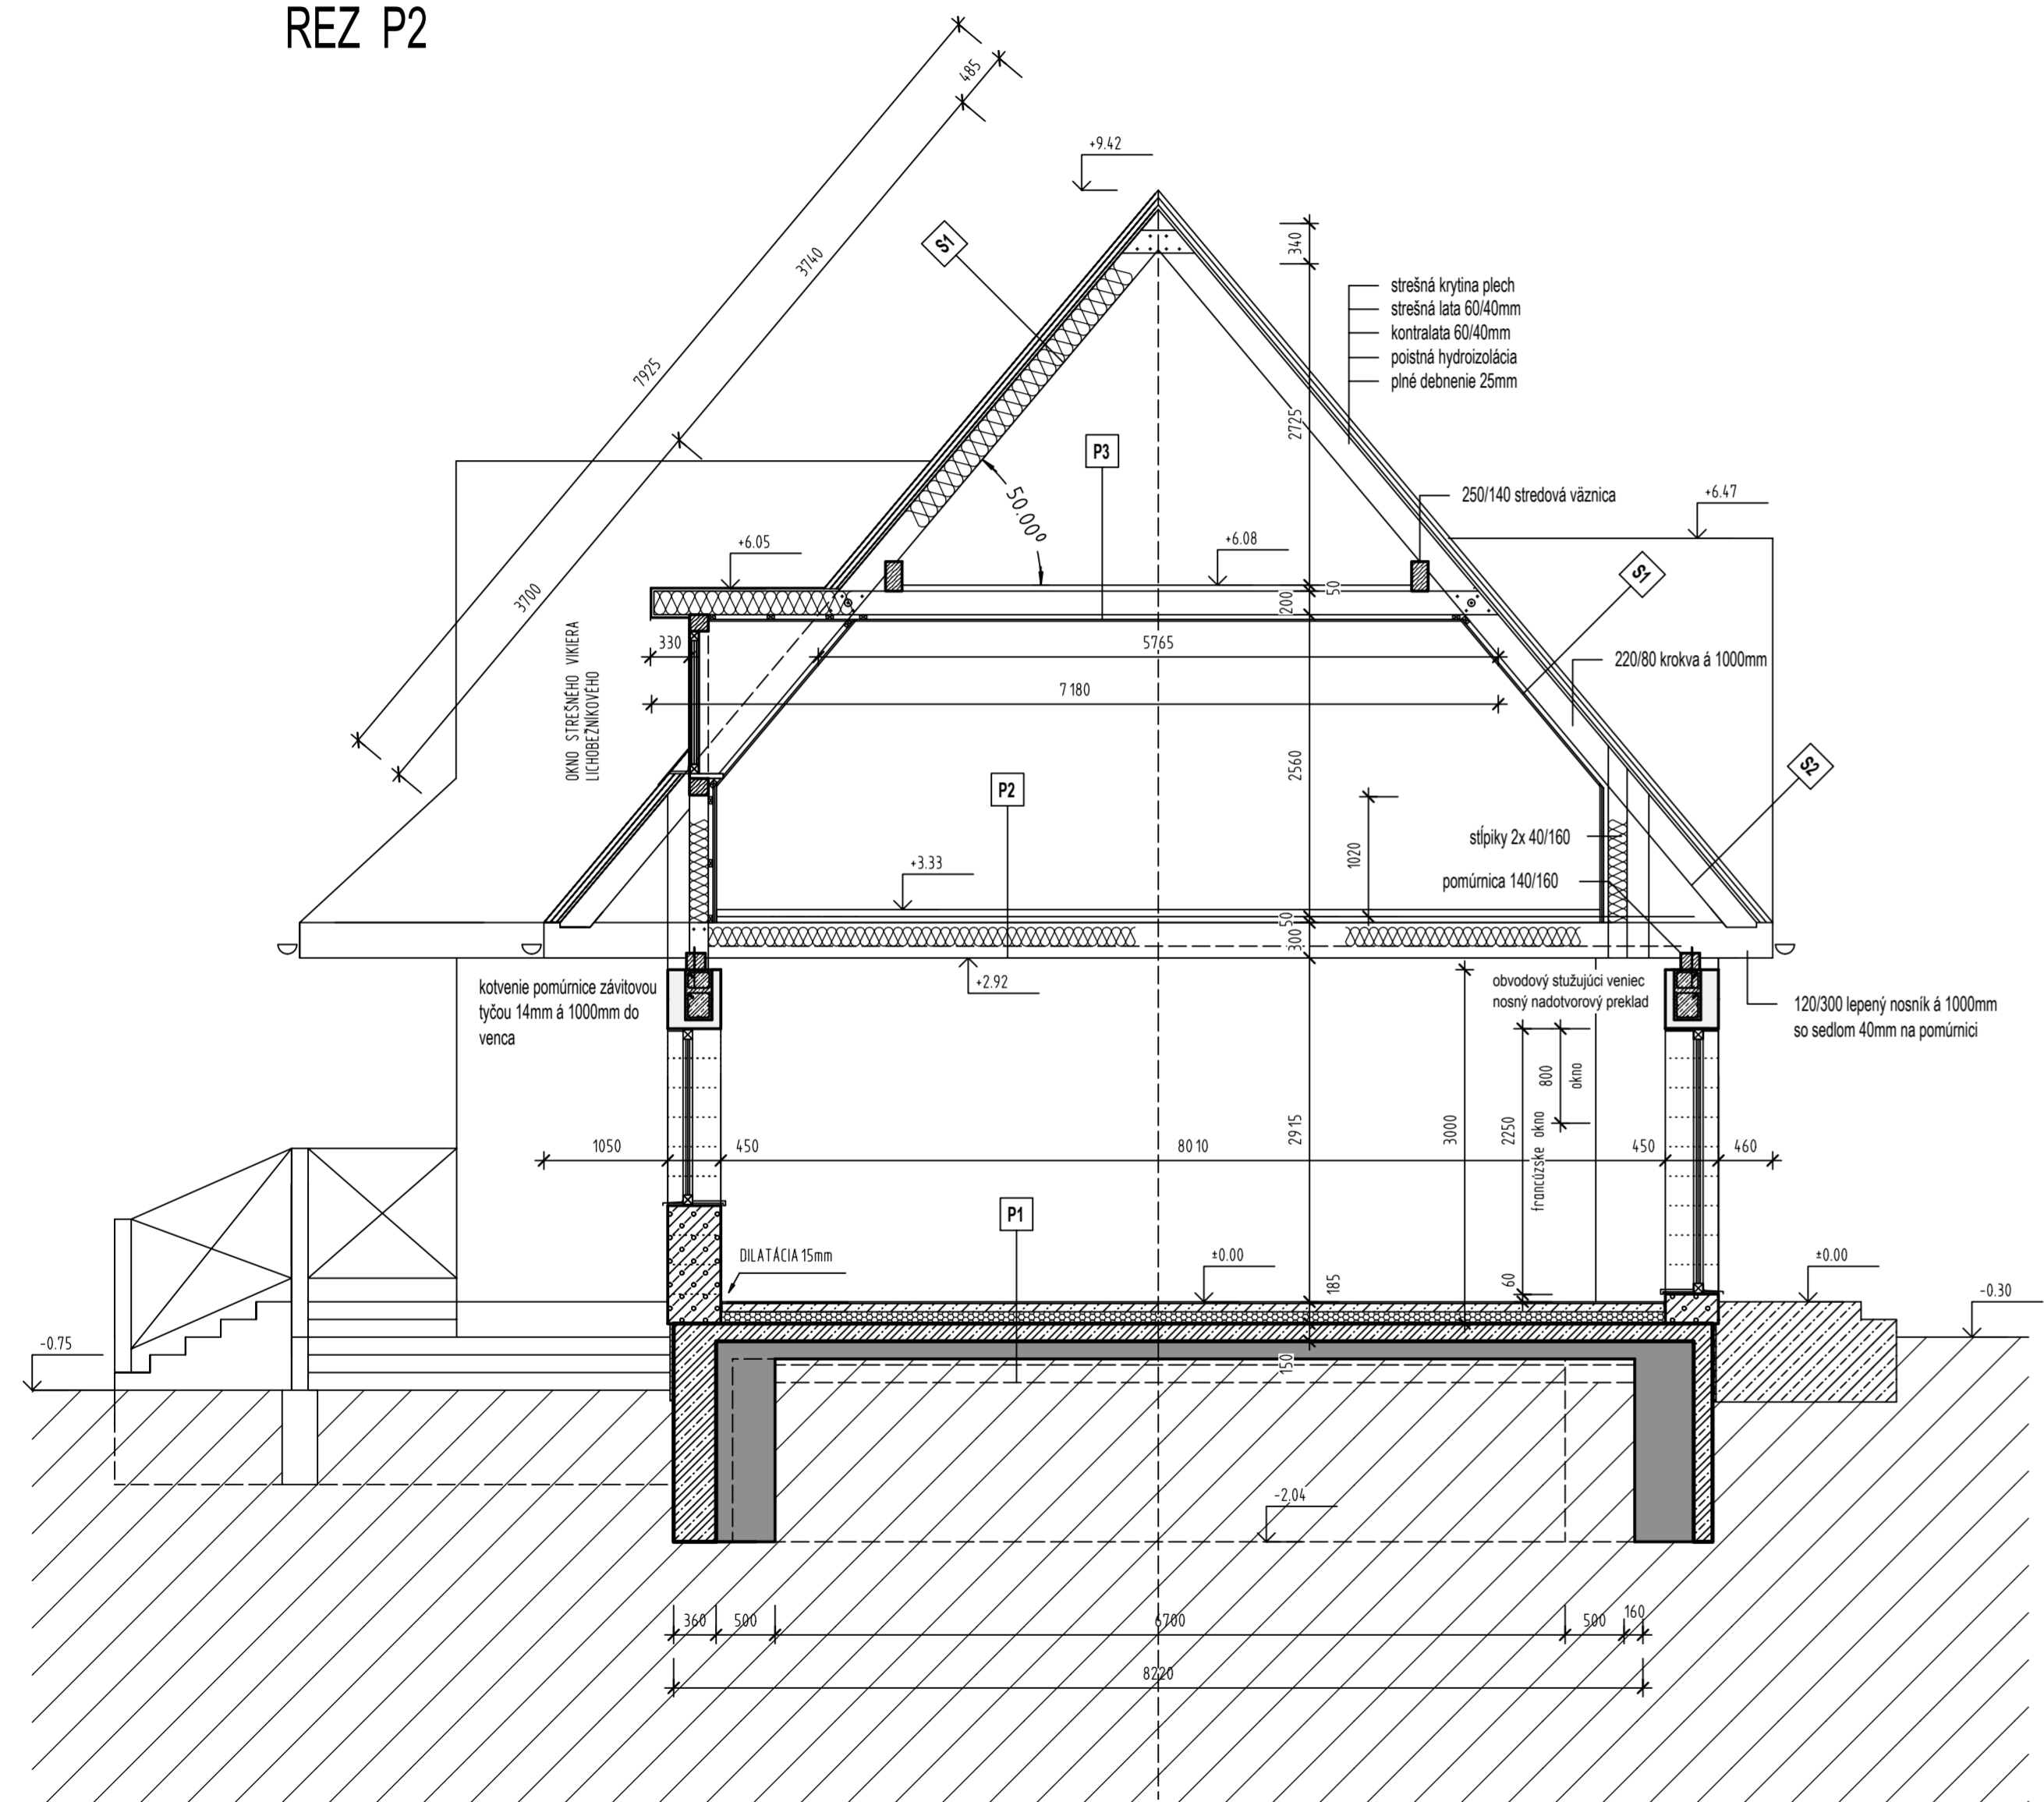 REZ P2
485
3740
7925
3700
+9.42
S1
340
strešná krytina plech
strešná lata 60/40mm
kontralata 60/40mm
poistná hydroizolácia
plné debnenie 25mm
2725
P3
50.00°
250/140 stredová väznica
+6.47
+6.05
+6.08
50
200
S1
OKNO STREŠNÉHO VIKIERA
LICHOBEŽNÍKOVÉHO
330
5765
7180
220/80 krokva á 1000mm
2560
P2
S2
1020
stĺpiky 2x 40/160
pomúrnica 140/160
+3.33
50
300
+2.92
kotvenie pomúrnice závitovou
tyčou 14mm á 1000mm do
venca
obvodový stužujúci veniec
nosný nadotvorový preklad
120/300 lepený nosník á 1000mm
so sedlom 40mm na pomúrnici
2915
3000
2250
francúzske okno
800
okno
1050
450
8010
450
460
P1
DILATÁCIA 15mm
±0.00
185
60
±0.00
-0.30
-0.75
150
-2.04
360
500
6700
500
160
8220